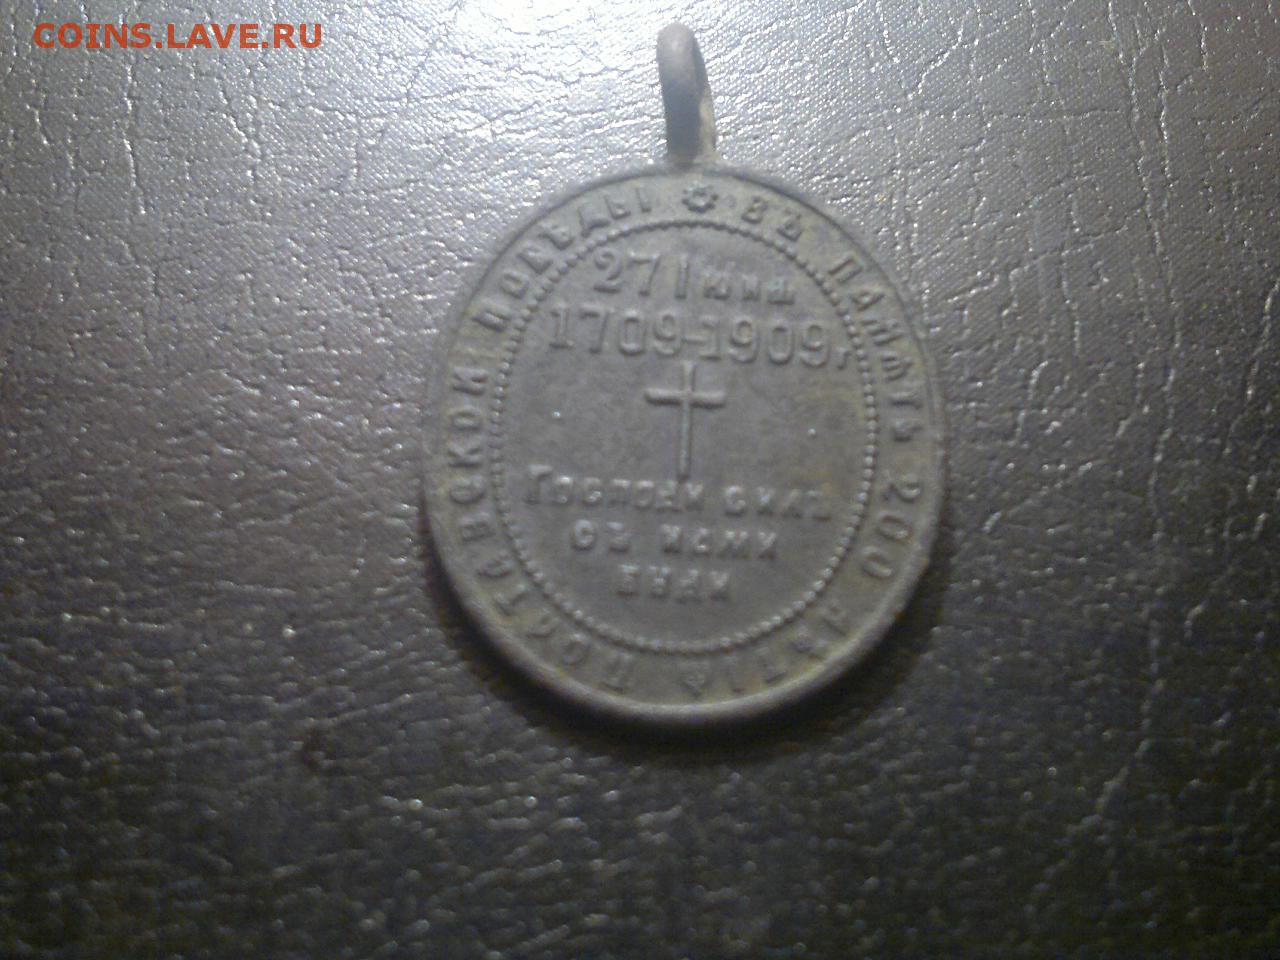 COINS.LAVE.RU
ВЪ ПАМЯТЬ 200 ЛѢТІЯ ПОЛТАВСКОЙ ПОБѢДЫ
27 Іюня
1709-1909 г
Господи силъ
съ нами
буди